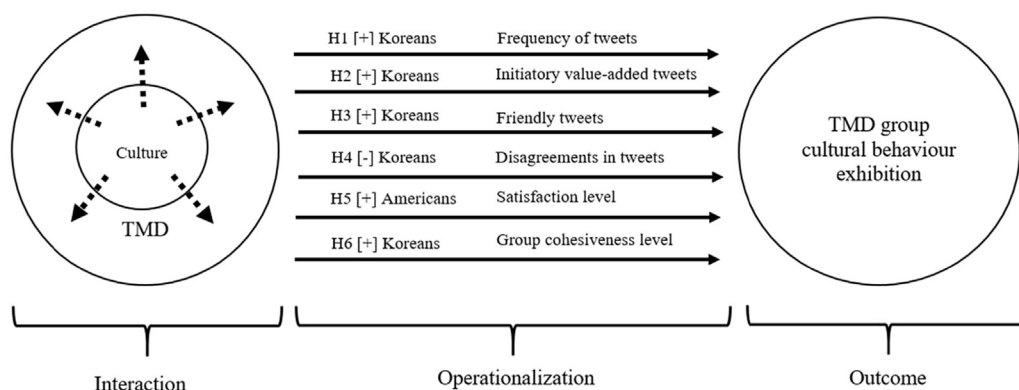 Culture
TMD
H1 [+] Koreans Frequency of tweets
H2 [+] Koreans Initiatory value-added tweets
H3 [+] Koreans Friendly tweets
H4 [-] Koreans Disagreements in tweets
H5 [+] Americans Satisfaction level
H6 [+] Koreans Group cohesiveness level
TMD group
cultural behaviour
exhibition
Interaction
Operationalization
Outcome